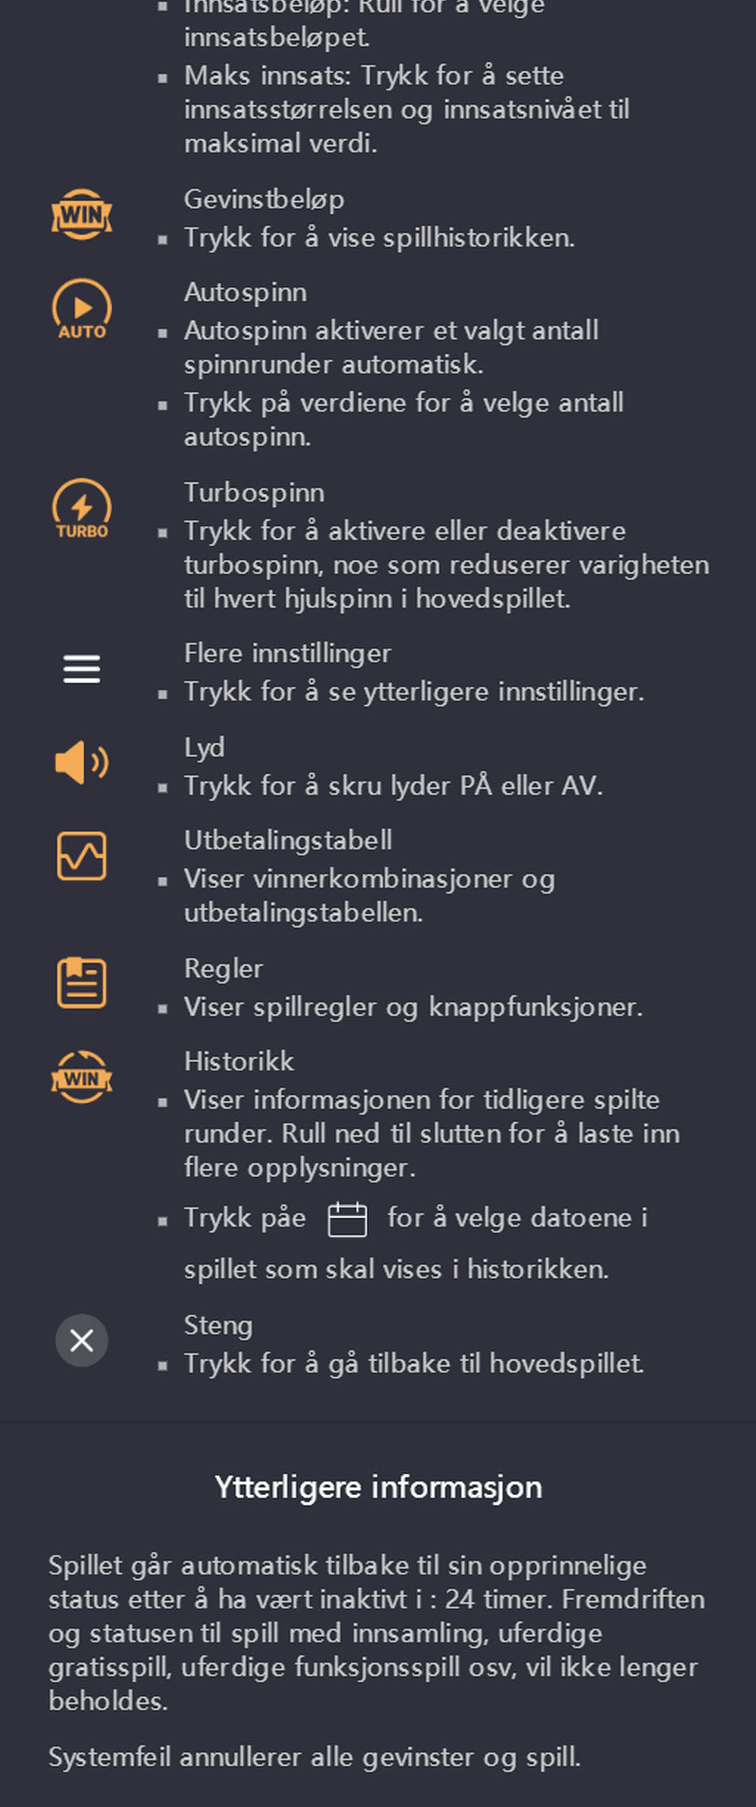 Innsatsbeløp: Rull for å velge
innsatsbeløpet.
Maks innsats: Trykk for å sette
innsatsstørrelsen og innsatsnivået til
maksimal verdi.
WIN
Gevinstbeløp
Trykk for å vise spillhistorikken.
AUTO
Autospinn
Autospinn aktiverer et valgt antall
spinnrunder automatisk.
Trykk på verdiene for å velge antall
autospinn.
TURBO
Turbospinn
Trykk for å aktivere eller deaktivere
turbospinn, noe som reduserer varigheten
til hvert hjulspinn i hovedspillet.
Flere innstillinger
Trykk for å se ytterligere innstillinger.
Lyd
Trykk for å skru lyder PÅ eller AV.
Utbetalingstabell
Viser vinnerkombinasjoner og
utbetalingstabellen.
Regler
Viser spillregler og knappfunksjoner.
WIN
Historikk
Viser informasjonen for tidligere spilte
runder. Rull ned til slutten for å laste inn
flere opplysninger.
Trykk påe for å velge datoene i
spillet som skal vises i historikken.
Steng
Trykk for å gå tilbake til hovedspillet.
Ytterligere informasjon
Spillet går automatisk tilbake til sin opprinnelige
status etter å ha vært inaktivt i : 24 timer. Fremdriften
og statusen til spill med innsamling, uferdige
gratisspill, uferdige funksjonsspill osv, vil ikke lenger
beholdes.
Systemfeil annullerer alle gevinster og spill.